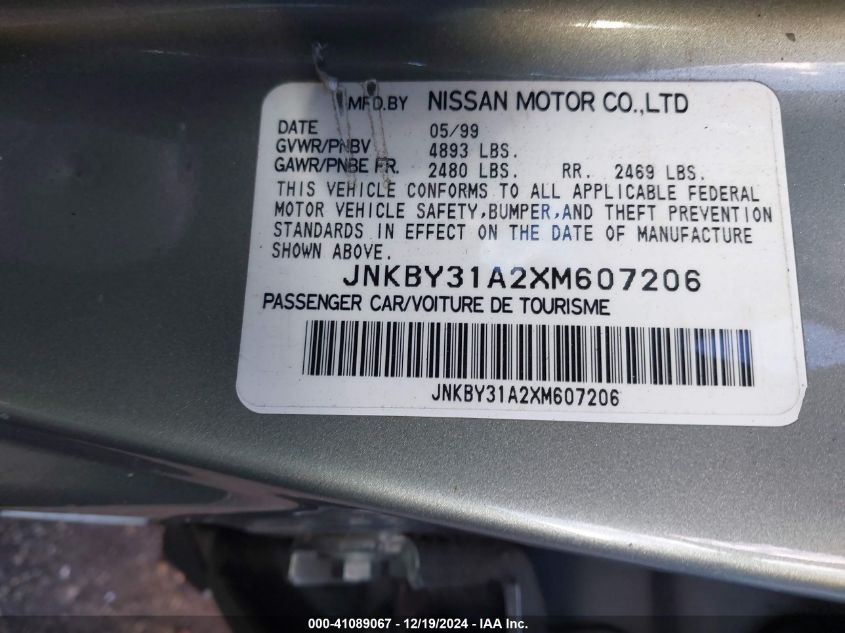 MFD.BY NISSAN MOTOR CO.,LTD
DATE 05/99
GVWR/PNBV 4893 LBS.
GAWR/PNBE FR. 2480 LBS. RR. 2469 LBS.
THIS VEHICLE CONFORMS TO ALL APPLICABLE FEDERAL
MOTOR VEHICLE SAFETY,BUMPER,AND THEFT PREVENTION
STANDARDS IN EFFECT ON THE DATE OF MANUFACTURE
SHOWN ABOVE.
JNKBY31A2XM607206
PASSENGER CAR/VOITURE DE TOURISME
JNKBY31A2XM607206
000-41089067 - 12/19/2024 - IAA Inc.